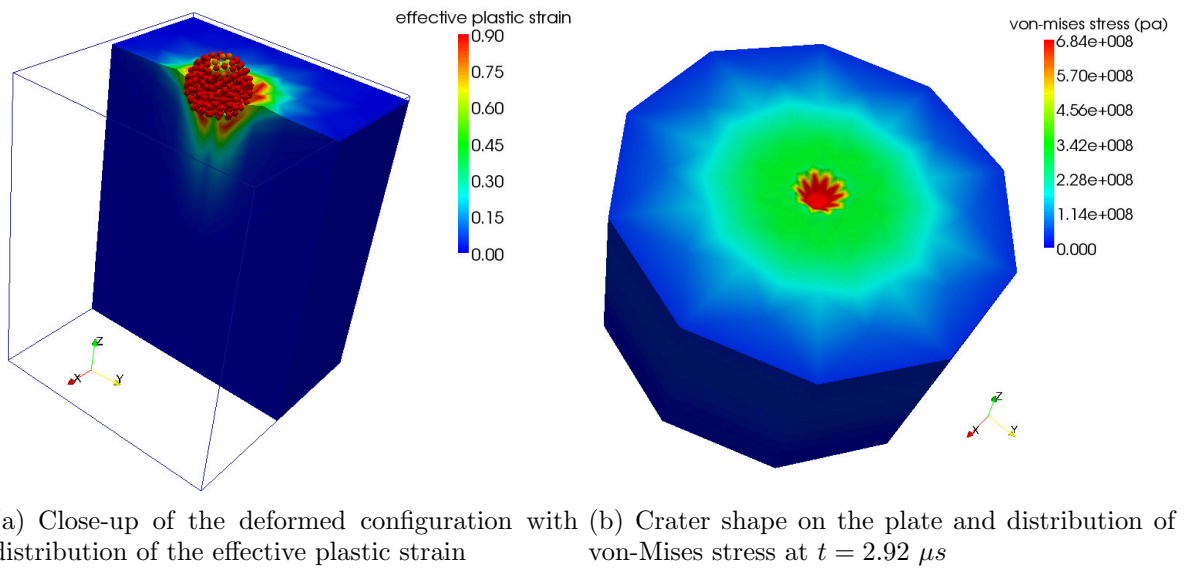 effective plastic strain
0.90
0.75
0.60
0.45
0.30
0.15
0.00
Z
X
Y
von-mises stress (pa)
6.84e+008
5.70e+008
4.56e+008
3.42e+008
2.28e+008
1.14e+008
0.000
Z
X
Y
a) Close-up of the deformed configuration with
distribution of the effective plastic strain
(b) Crater shape on the plate and distribution of
von-Mises stress at t = 2.92 μs